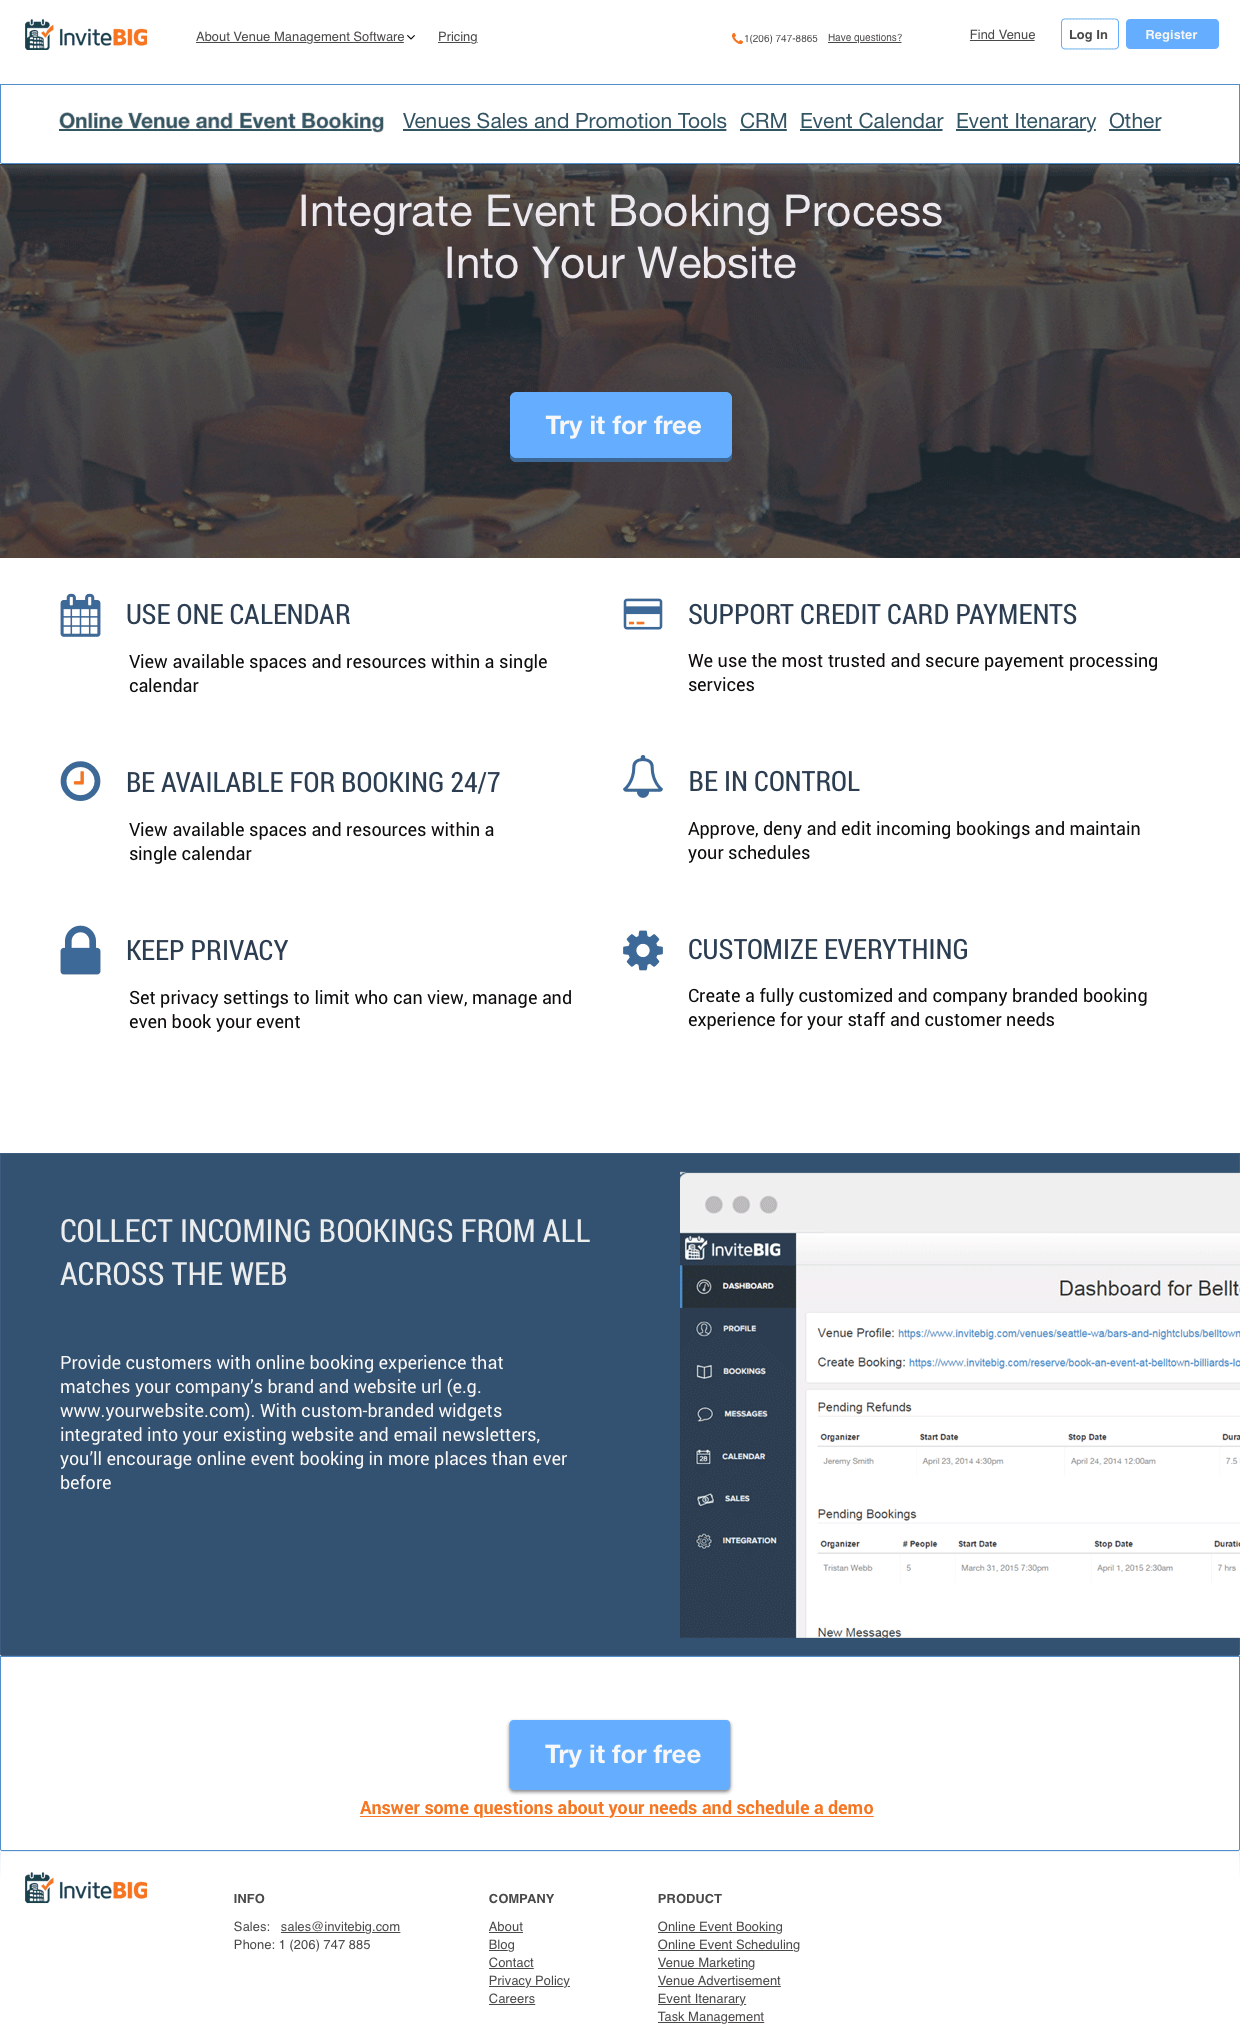 InviteBIG
About Venue Management Software
Pricing
1(206) 747-8865
Have questions?
Find Venue
Log In
Register
Online Venue and Event Booking
Venues Sales and Promotion Tools
CRM
Event Calendar
Event Itenarary
Other
Integrate Event Booking Process
Into Your Website
Try it for free
USE ONE CALENDAR
View available spaces and resources within a single
calendar
SUPPORT CREDIT CARD PAYMENTS
We use the most trusted and secure payement processing
services
BE AVAILABLE FOR BOOKING 24/7
View available spaces and resources within a
single calendar
BE IN CONTROL
Approve, deny and edit incoming bookings and maintain
your schedules
KEEP PRIVACY
Set privacy settings to limit who can view, manage and
even book your event
CUSTOMIZE EVERYTHING
Create a fully customized and company branded booking
experience for your staff and customer needs
COLLECT INCOMING BOOKINGS FROM ALL
ACROSS THE WEB
Provide customers with online booking experience that
matches your company’s brand and website url (e.g.
www.yourwebsite.com). With custom-branded widgets
integrated into your existing website and email newsletters,
you’ll encourage online event booking in more places than ever
before
InviteBIG
DASHBOARD
PROFILE
BOOKINGS
MESSAGES
28 CALENDAR
SALES
INTEGRATION
Dashboard for Bellt
Venue Profile: https://www.invitebig.com/venues/seattle-wa/bars-and-nightclubs/belltown
Create Booking: https://www.invitebig.com/reserve/book-an-event-at-belltown-billiards-lo
Pending Refunds
Organizer Start Date Stop Date Dura
Jeremy Smith April 23, 2014 4:30pm April 24, 2014 12:00am 7.5
Pending Bookings
Organizer # People Start Date Stop Date Durati
Tristan Webb 5 March 31, 2015 7:30pm April 1, 2015 2:30am 7 hrs
New Messages
Try it for free
Answer some questions about your needs and schedule a demo
InviteBIG
INFO
Sales: sales@invitebig.com
Phone: 1 (206) 747 885
COMPANY
About
Blog
Contact
Privacy Policy
Careers
PRODUCT
Online Event Booking
Online Event Scheduling
Venue Marketing
Venue Advertisement
Event Itenarary
Task Management